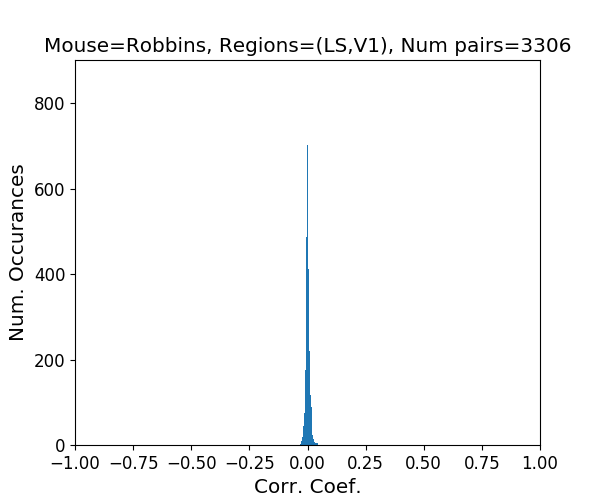 Mouse=Robbins, Regions=(LS,V1), Num pairs=3306
Num. Occurances
800
600
400
200
0
−1.00 −0.75 −0.50 −0.25 0.00 0.25 0.50 0.75 1.00
Corr. Coef.